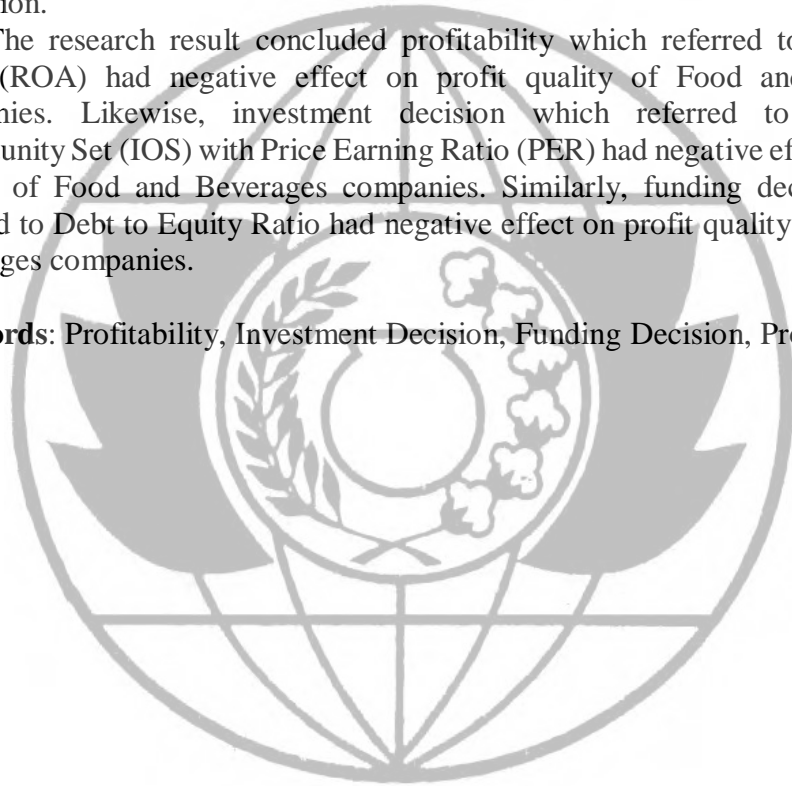 ion.
The research result concluded profitability which referred to
(ROA) had negative effect on profit quality of Food and
nies. Likewise, investment decision which referred to
unity Set (IOS) with Price Earning Ratio (PER) had negative ef
of Food and Beverages companies. Similarly, funding dec
d to Debt to Equity Ratio had negative effect on profit quality
ges companies.
ords: Profitability, Investment Decision, Funding Decision, Pr